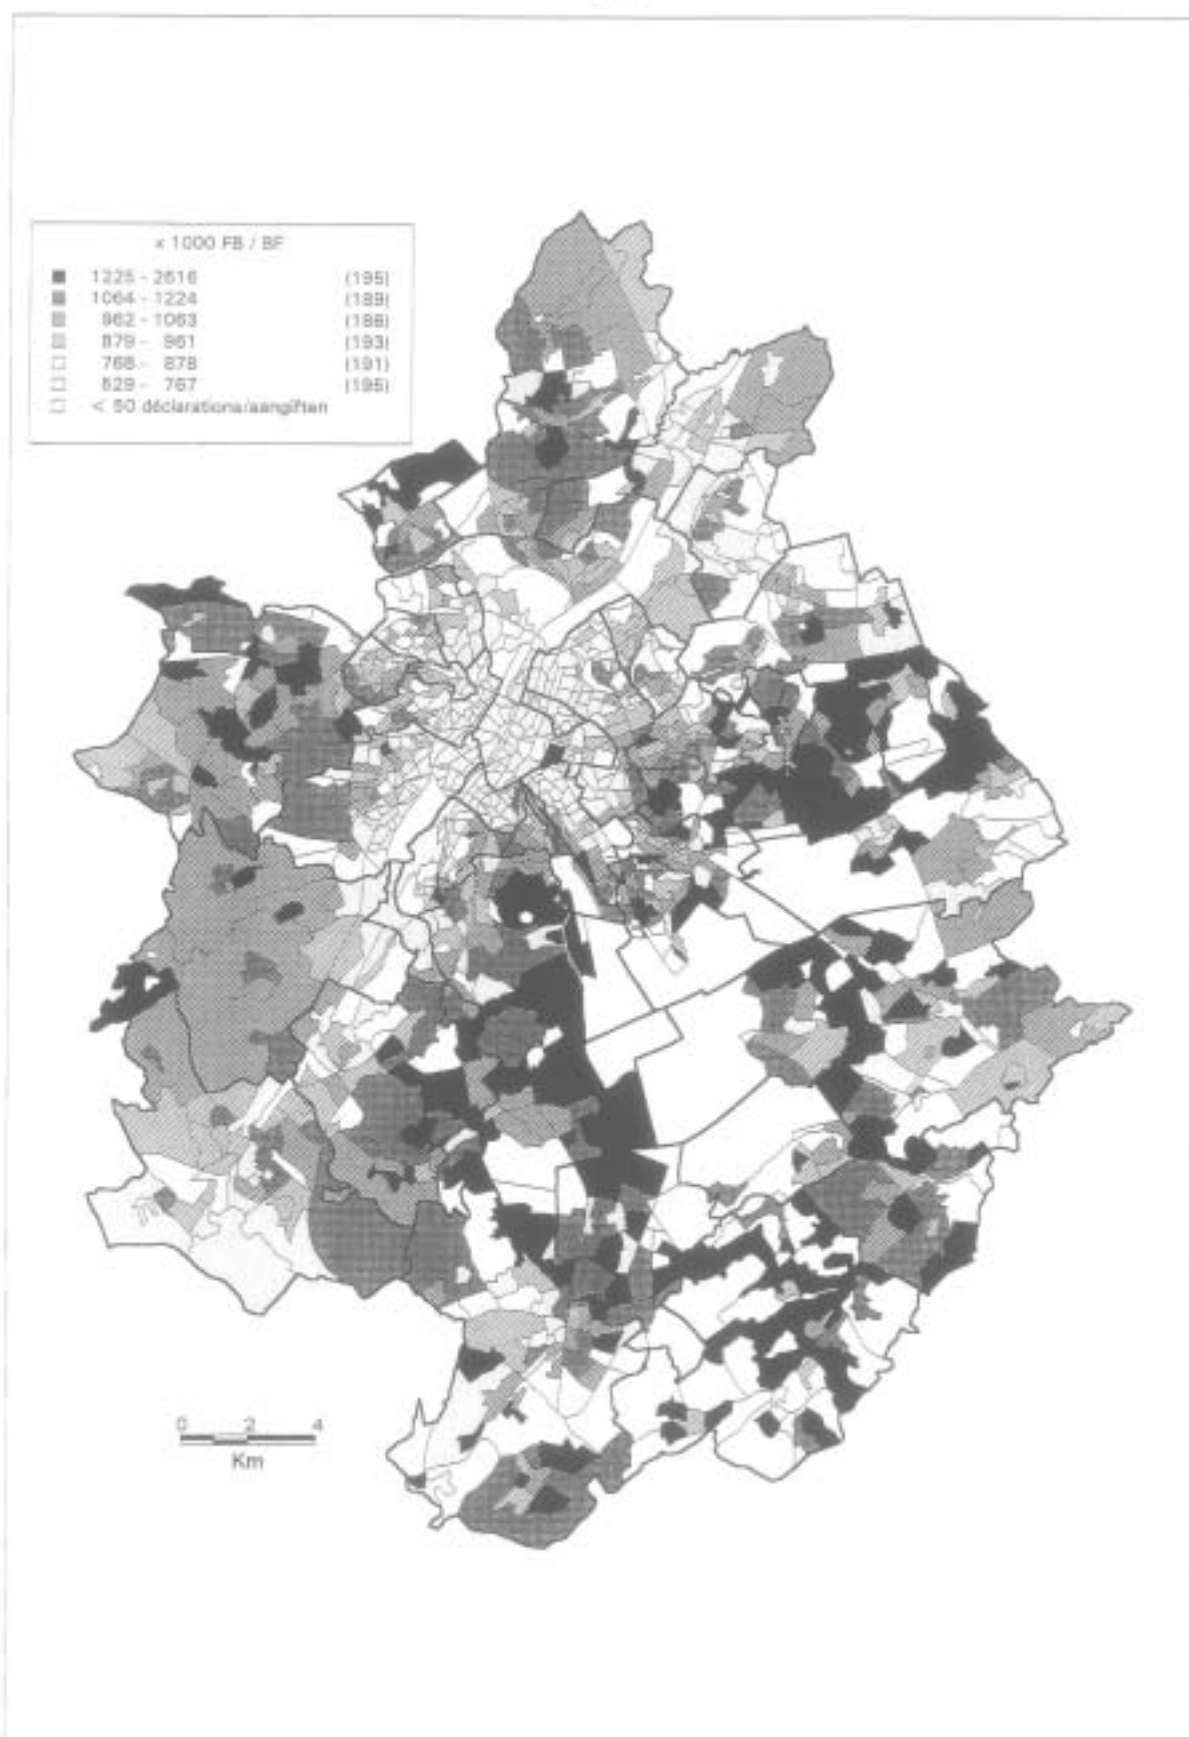 x 1000 FB / BF
1225 - 2616 (195)
1064 - 1224 (189)
962 - 1063 (188)
879 - 961 (193)
768 - 878 (191)
529 - 767 (195)
< 50 déclarations/aangiften
0 2 4
Km